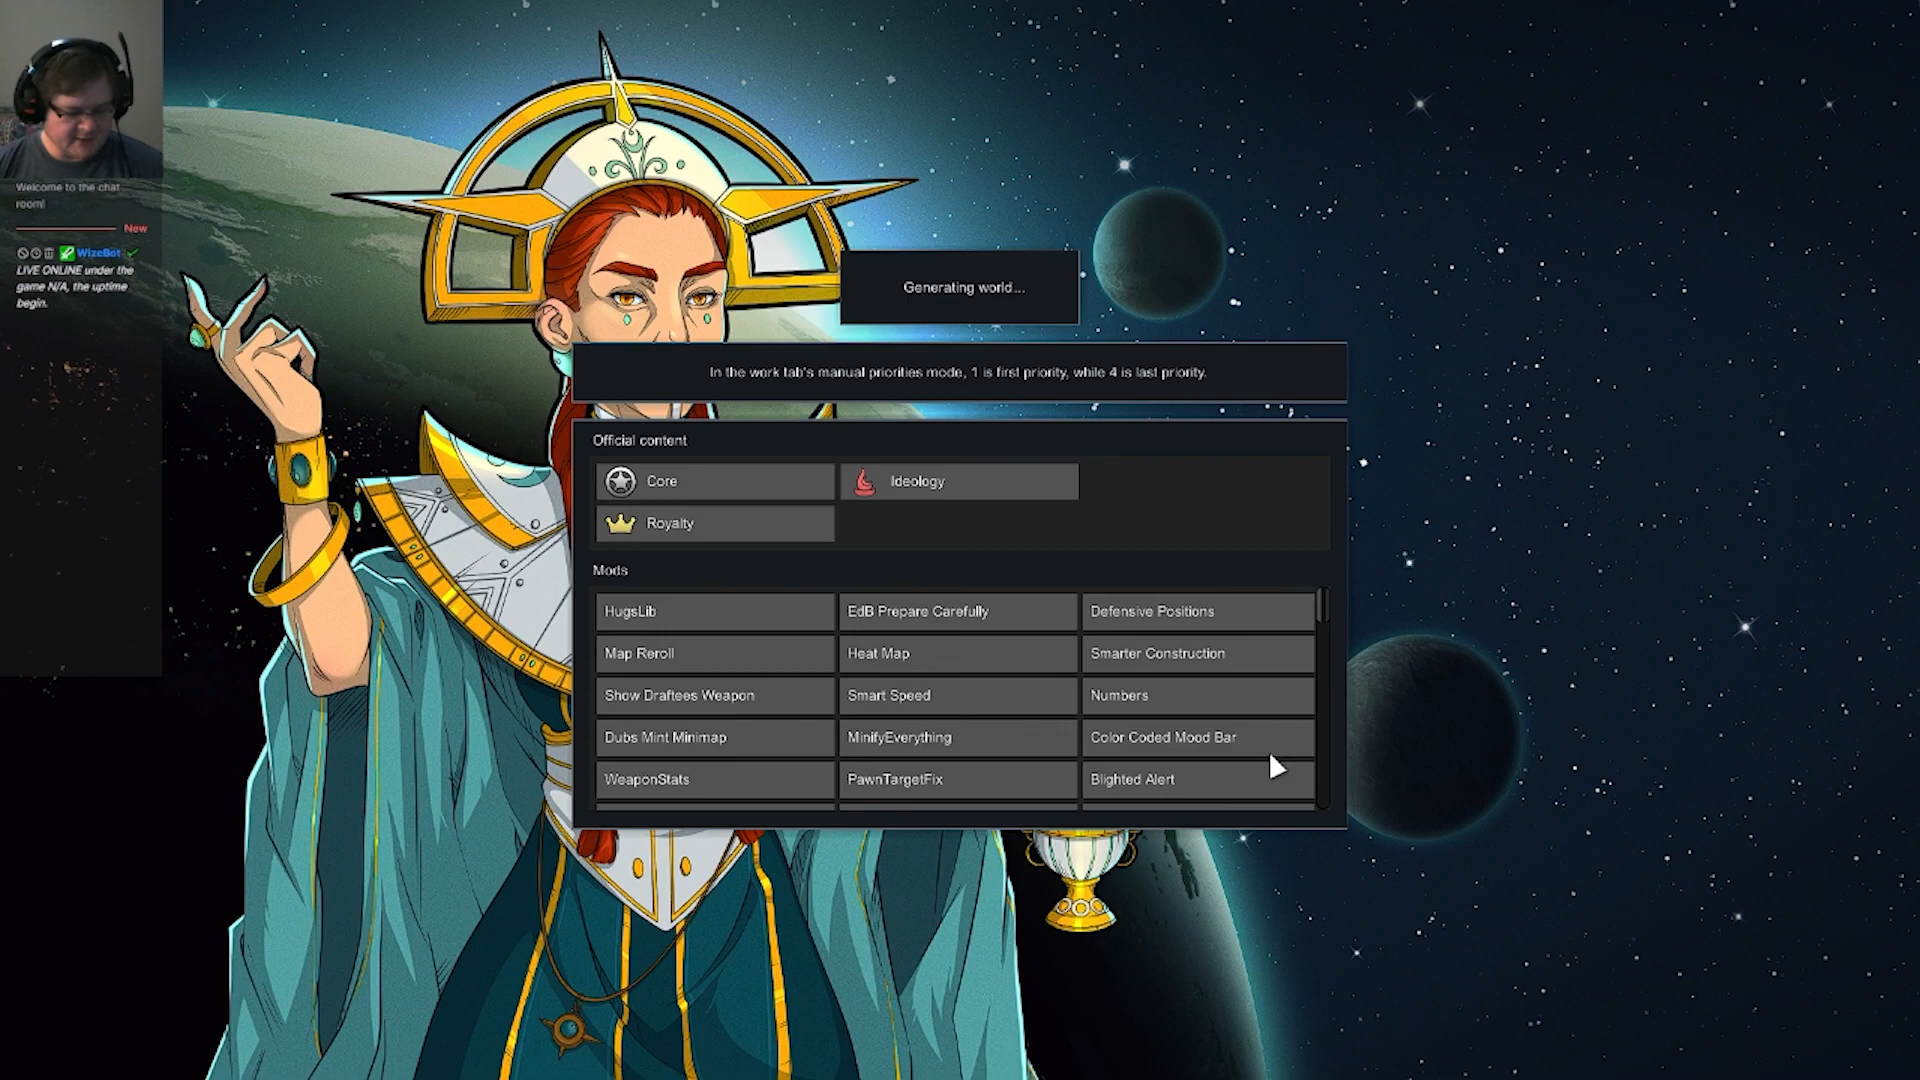 Welcome to the chat
room!
New
WizeBot
LIVE ONLINE under the
game N/A, the uptime
begin.
Generating world...
In the work tab's manual priorities mode, 1 is first priority, while 4 is last priority.
Official content
Core
Ideology
Royalty
Mods
HugsLib
EdB Prepare Carefully
Defensive Positions
Map Reroll
Heat Map
Smarter Construction
Show Draftees Weapon
Smart Speed
Numbers
Dubs Mint Minimap
MinifyEverything
Color Coded Mood Bar
WeaponStats
PawnTargetFix
Blighted Alert